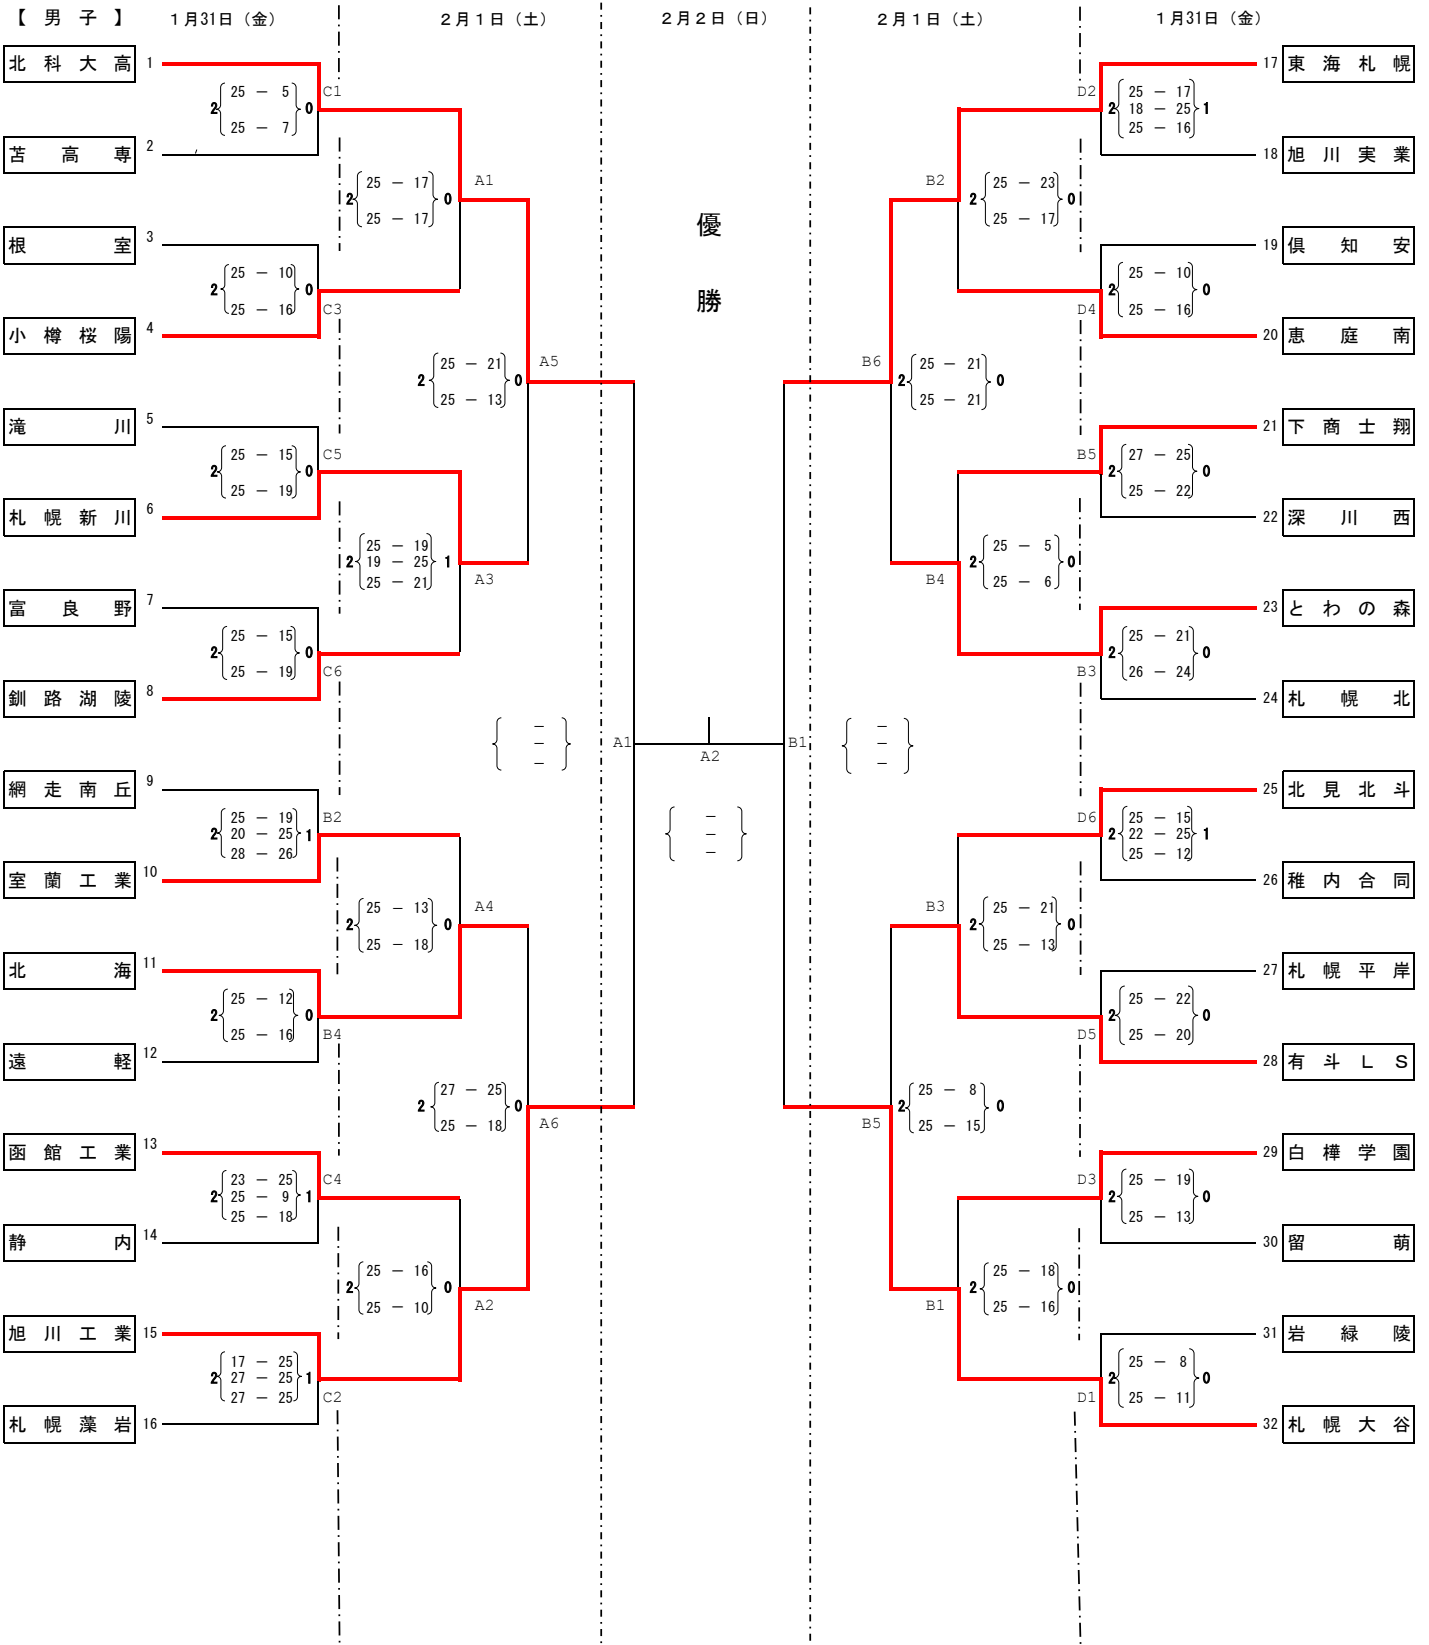 【 男 子 】 １月31日（金） ２月１日（土） ２月２日（日） ２月１日（土） １月31日（金）
北科大高 1 17 東海札幌
C1 D2
2 25 － 5 0 2 25 － 17 1
18 － 25
25 － 7 25 － 16
苫高専 2 18 旭川実業
A1 B2
2 25 － 17 0 2 25 － 23 0
25 － 17 25 － 17
優
根室 3 19 倶知安
2 25 － 10 0 2 25 － 10 0
25 － 16 25 － 16
勝
C3 D4
小樽桜陽 4 20 恵庭南
A5 B6
2 25 － 21 0 2 25 － 21 0
25 － 13 25 － 21
滝川 5 21 下商士翔
C5 B5
2 25 － 15 0 2 27 － 25 0
25 － 19 25 － 22
札幌新川 6 22 深川西
2 25 － 19 1 2 25 － 5 0
19 － 25
25 － 21 25 － 6
A3 B4
富良野 7 23 とわの森
2 25 － 15 0 2 25 － 21 0
25 － 19 26 － 24
C6 B3
釧路湖陵 8 24 札幌北
－ －
－ A1 B1 －
－ －
A2
網走南丘 9 25 北見北斗
B2 D6
2 25 － 19 1 2 25 － 15 1
20 － 25 22 － 25
28 － 26 25 － 12
－
－
－
室蘭工業 10 26 稚内合同
A4 B3
2 25 － 13 0 2 25 － 21 0
25 － 18 25 － 13
北海 11 27 札幌平岸
2 25 － 12 0 2 25 － 22 0
25 － 16 25 － 20
B4 D5
遠軽 12 28 有斗ＬＳ
2 27 － 25 0 2 25 － 8 0
25 － 18 25 － 15
A6 B5
函館工業 13 29 白樺学園
C4 D3
2 23 － 25 1 2 25 － 19 0
25 － 9
25 － 18 25 － 13
静内 14 30 留萌
2 25 － 16 0 2 25 － 18 0
25 － 10 25 － 16
A2 B1
旭川工業 15 31 岩緑陵
2 17 － 25 1 2 25 － 8 0
27 － 25
27 － 25 25 － 11
C2 D1
札幌藻岩 16 32 札幌大谷